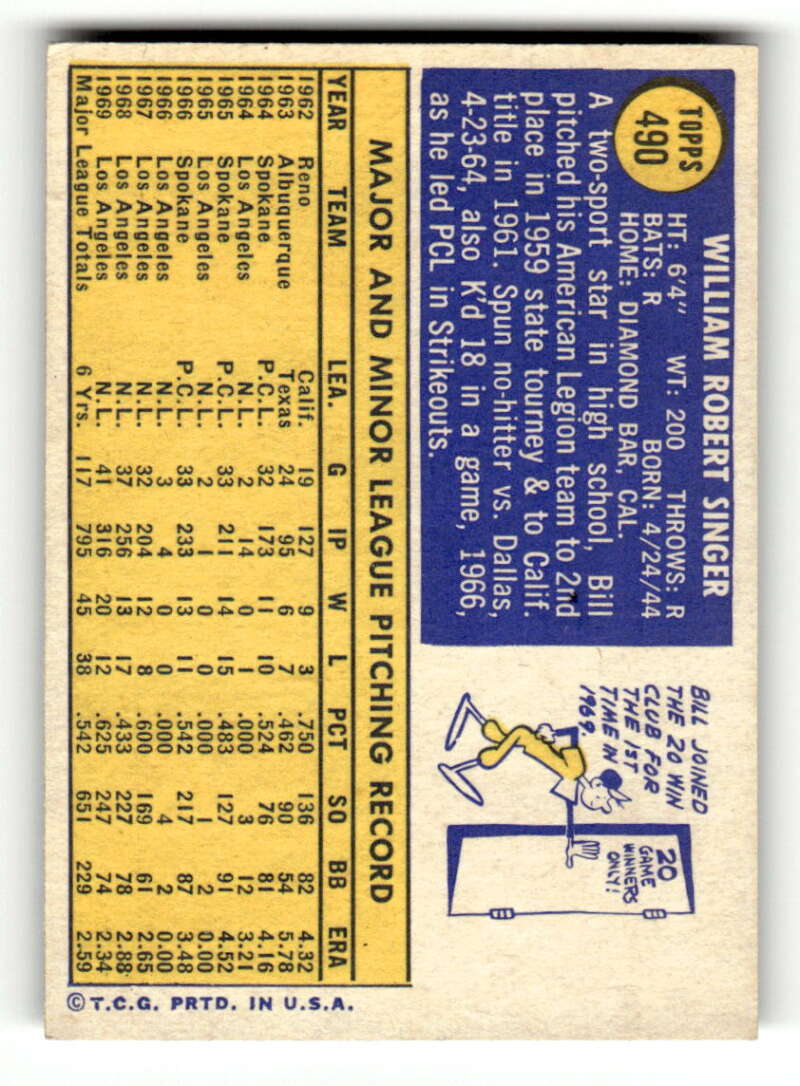 TOPPS
490
WILLIAM ROBERT SINGER
HT: 6'4" WT: 200 THROWS: R
BATS: R BORN: 4/24/44
HOME: DIAMOND BAR, CAL.
A two-sport star in high school, Bill
pitched his American Legion team to 2nd
place in 1959 state tourney & to Calif.
title in 1961. Spun no-hitter vs. Dallas,
4-23-64, also K'd 18 in a game, 1966,
as he led PCL in Strikeouts.
BILL JOINED
THE 20 WIN
CLUB FOR
THE 1ST
TIME IN
1969.
20
GAME
WINNERS
ONLY!
MAJOR AND MINOR LEAGUE PITCHING RECORD
YEAR TEAM LEA. G IP W L PCT SO BB ERA
1962 Reno Calif. 19 127 9 3 .750 136 82 4.32
1963 Albuquerque Texas 24 95 6 7 .462 90 54 5.78
1964 Spokane P.C.L. 32 173 11 10 .524 76 81 4.16
1964 Los Angeles N.L. 2 14 0 1 .000 3 12 3.21
1965 Spokane P.C.L. 33 211 14 15 .483 127 91 4.52
1965 Los Angeles N.L. 2 1 0 0 .000 1 2 0.00
1966 Spokane P.C.L. 33 233 13 11 .542 217 87 3.48
1966 Los Angeles N.L. 3 4 0 0 .000 4 2 0.00
1967 Los Angeles N.L. 32 204 12 8 .600 169 61 2.65
1968 Los Angeles N.L. 37 256 13 17 .433 227 78 2.88
1969 Los Angeles N.L. 41 316 20 12 .625 247 74 2.34
Major League Totals 6 Yrs. 117 795 45 38 .542 651 229 2.59
© T.C.G. PRTD. IN U.S.A.